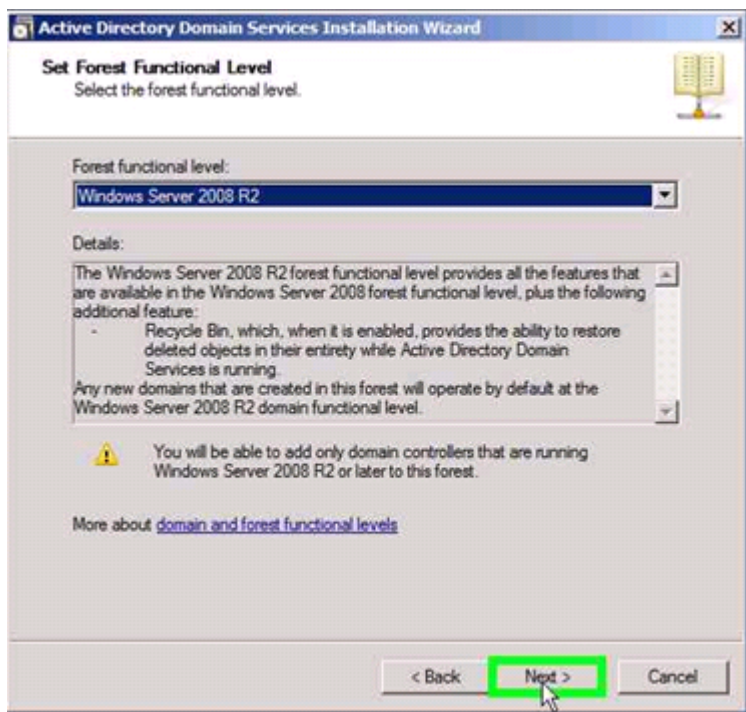 Active Directory Domain Services Installation Wizard
Set Forest Functional Level
Select the forest functional level.
Forest functional level:
Windows Server 2008 R2
Details:
The Windows Server 2008 R2 forest functional level provides all the features that
are available in the Windows Server 2008 forest functional level, plus the following
additional feature:
- Recycle Bin, which, when it is enabled, provides the ability to restore
deleted objects in their entirety while Active Directory Domain
Services is running.
Any new domains that are created in this forest will operate by default at the
Windows Server 2008 R2 domain functional level.
You will be able to add only domain controllers that are running
Windows Server 2008 R2 or later to this forest.
More about domain and forest functional levels
< Back Next > Cancel